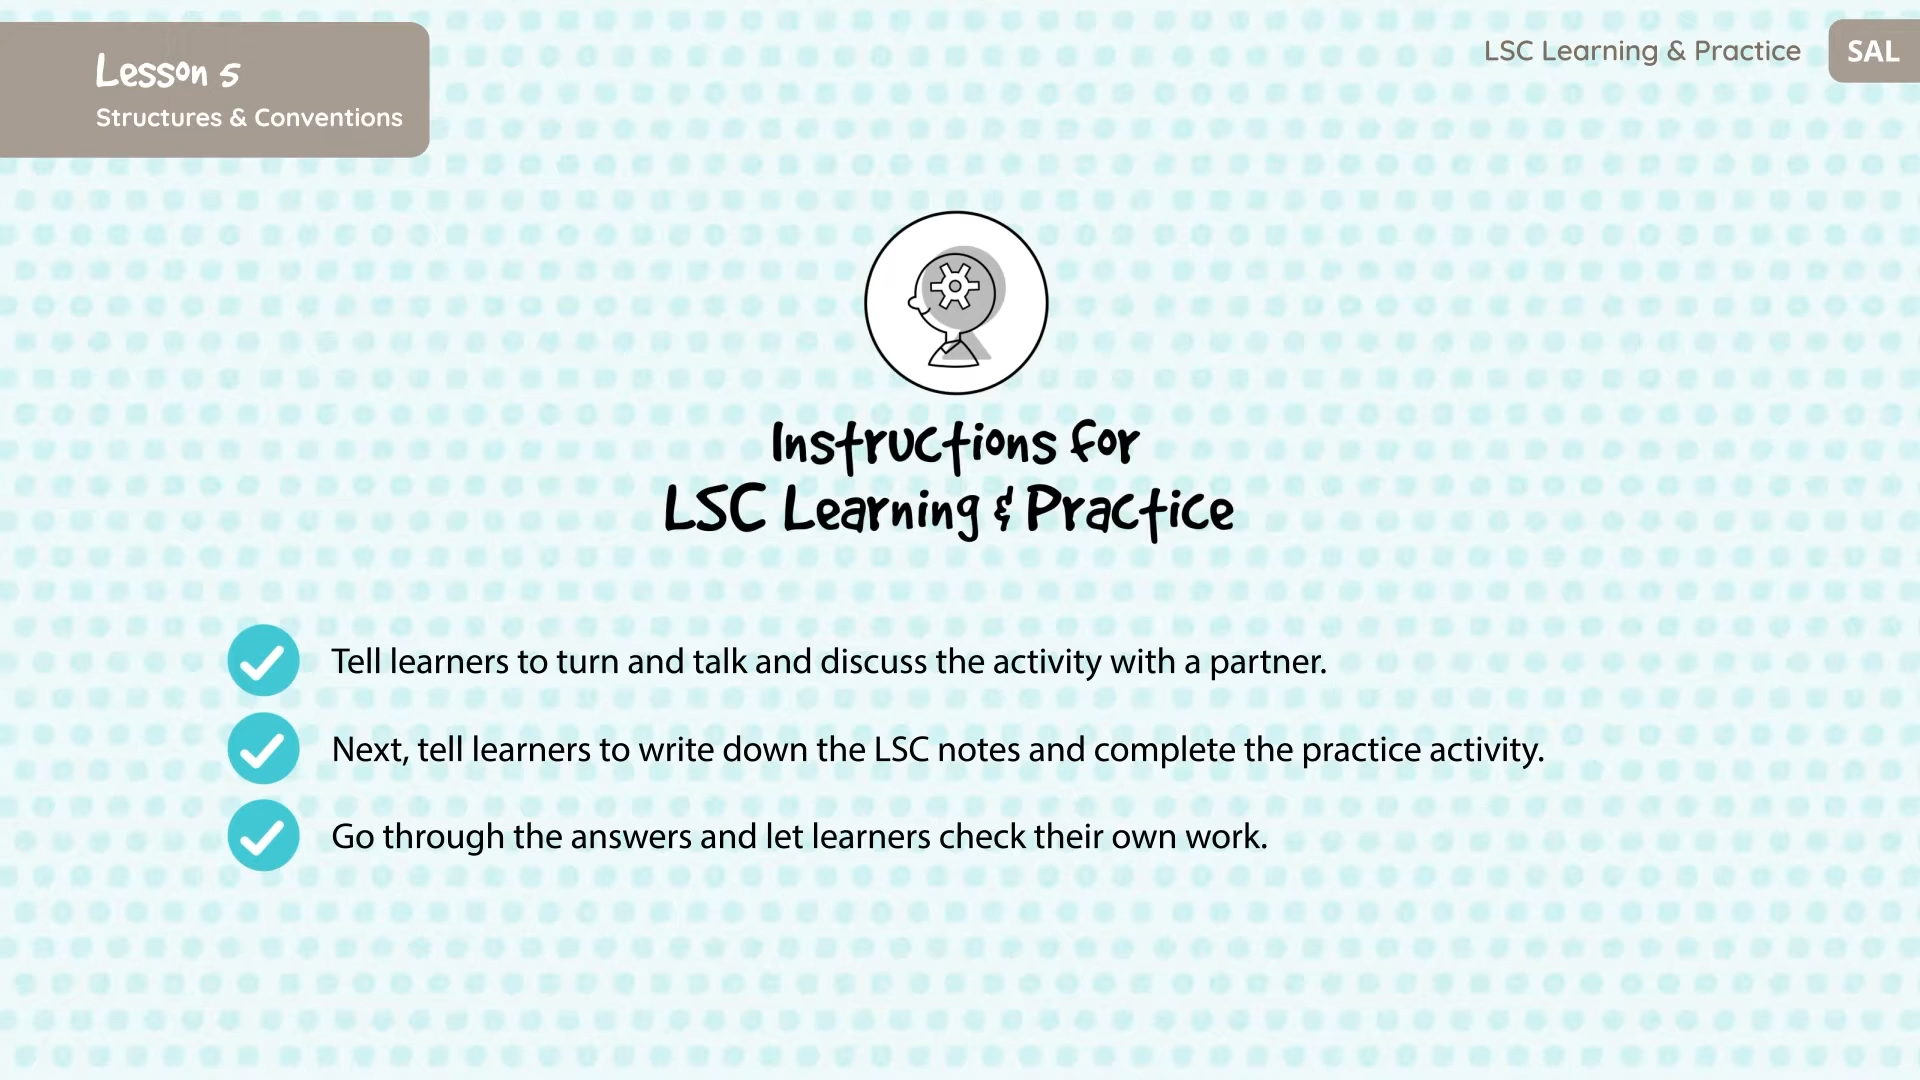 Lesson 5
Structures & Conventions
LSC Learning & Practice
SAL
Instructions for
LSC Learning & Practice
Tell learners to turn and talk and discuss the activity with a partner.
Next, tell learners to write down the LSC notes and complete the practice activity.
Go through the answers and let learners check their own work.